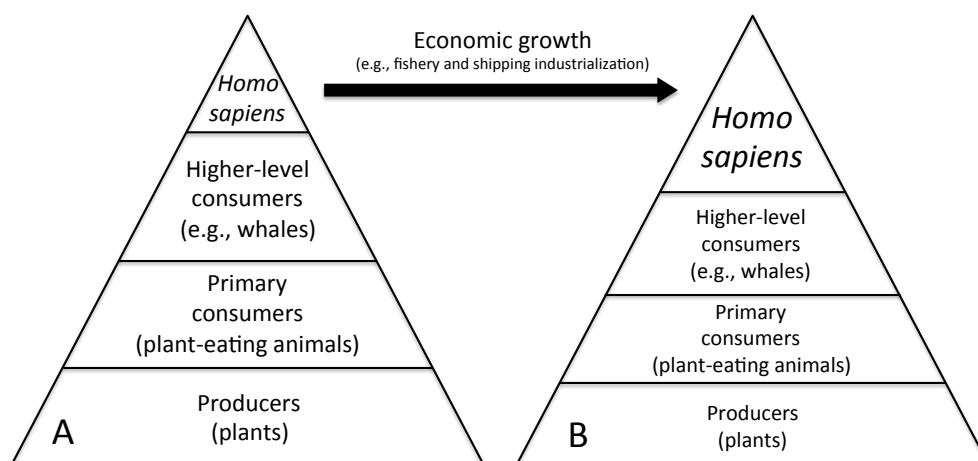 Economic growth
(e.g., fishery and shipping industrialization)
Homo
sapiens
Higher-level
consumers
(e.g., whales)
Primary
consumers
(plant-eating animals)
Producers
(plants)
A
Homo
sapiens
Higher-level
consumers
(e.g., whales)
Primary
consumers
(plant-eating animals)
Producers
(plants)
B